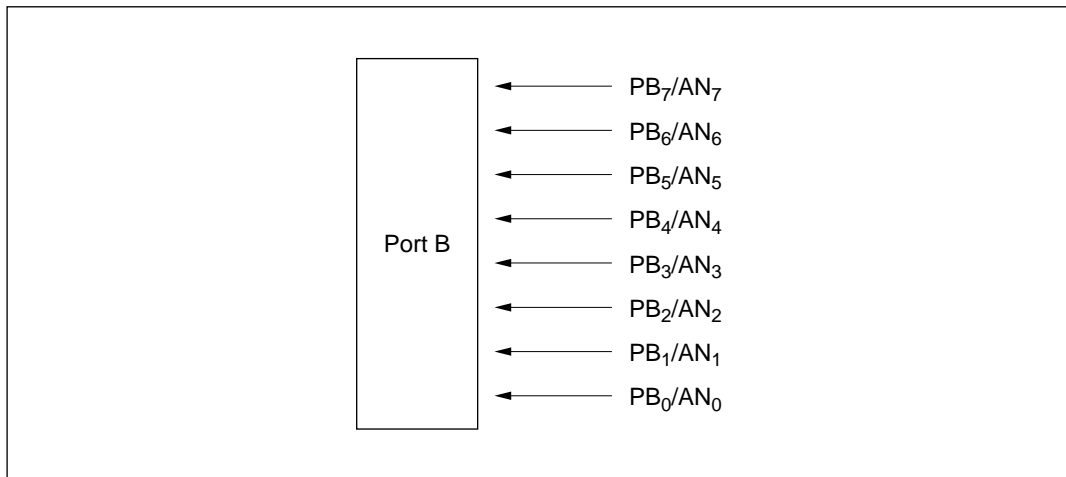 PB₇/AN₇
PB₆/AN₆
PB₅/AN₅
PB₄/AN₄
Port B
PB₃/AN₃
PB₂/AN₂
PB₁/AN₁
PB₀/AN₀